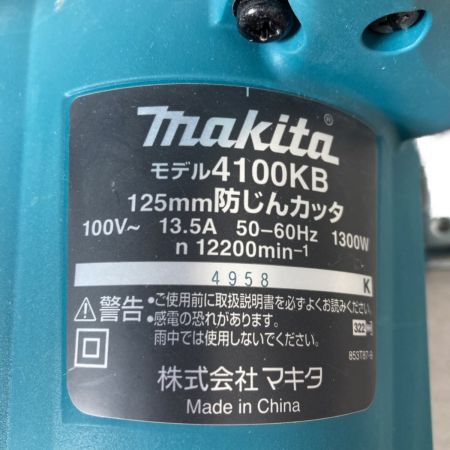 makita®
モデル4100KB
125mm防じんカッタ
100V~ 13.5A 50-60Hz 1300W
n 12200min-1
4958 K
警告 •ご使用前に取扱説明書を必ずよくお読みください。
•感電の恐れがあります。
雨中では使用しないでください。
322
853T87-9
株式会社 マキタ
Made in China